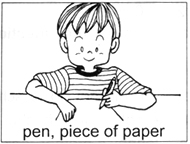 pen, piece of paper